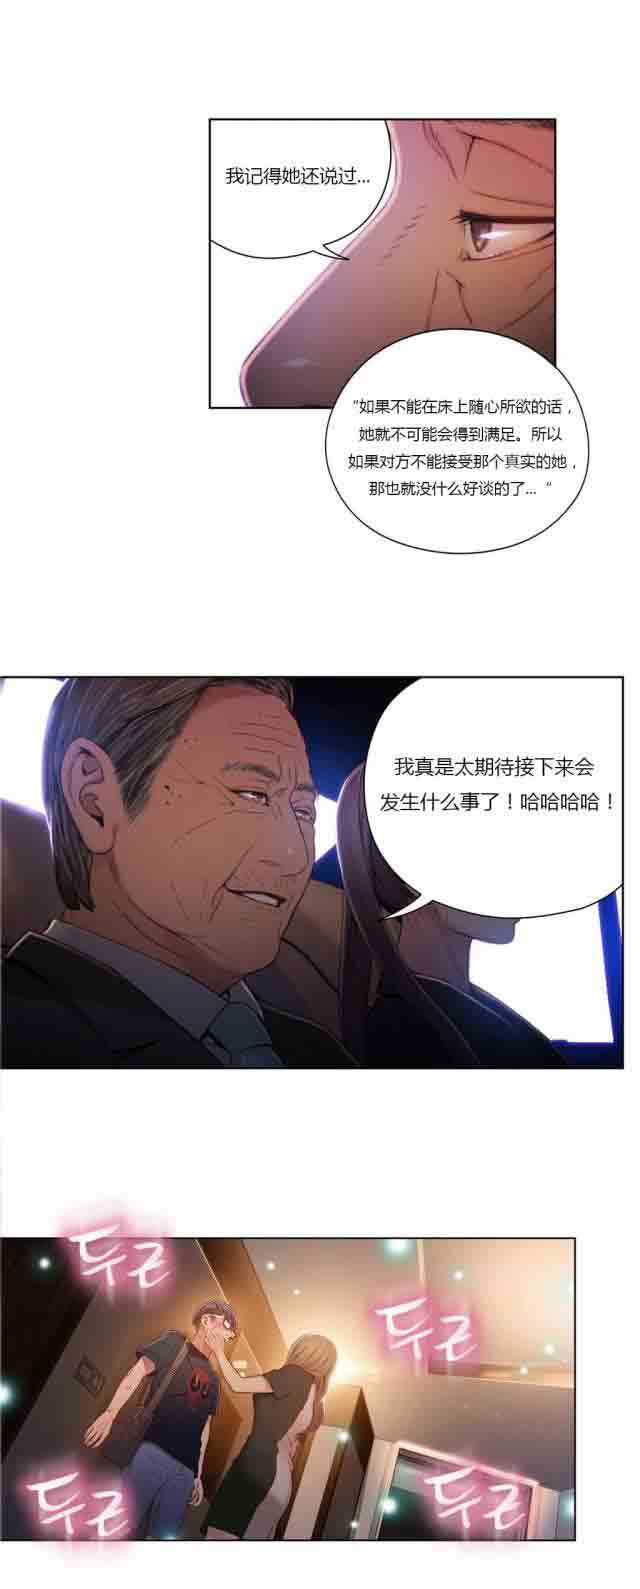 我记得她还说过...
“如果不能在床上随心所欲的话，
她就不可能会得到满足。所以
如果对方不能接受那个真实的她，
那也就没什么好谈的了... “
我真是太期待接下来会
发生什么事了！哈哈哈哈！
두근
두근
두근
두근